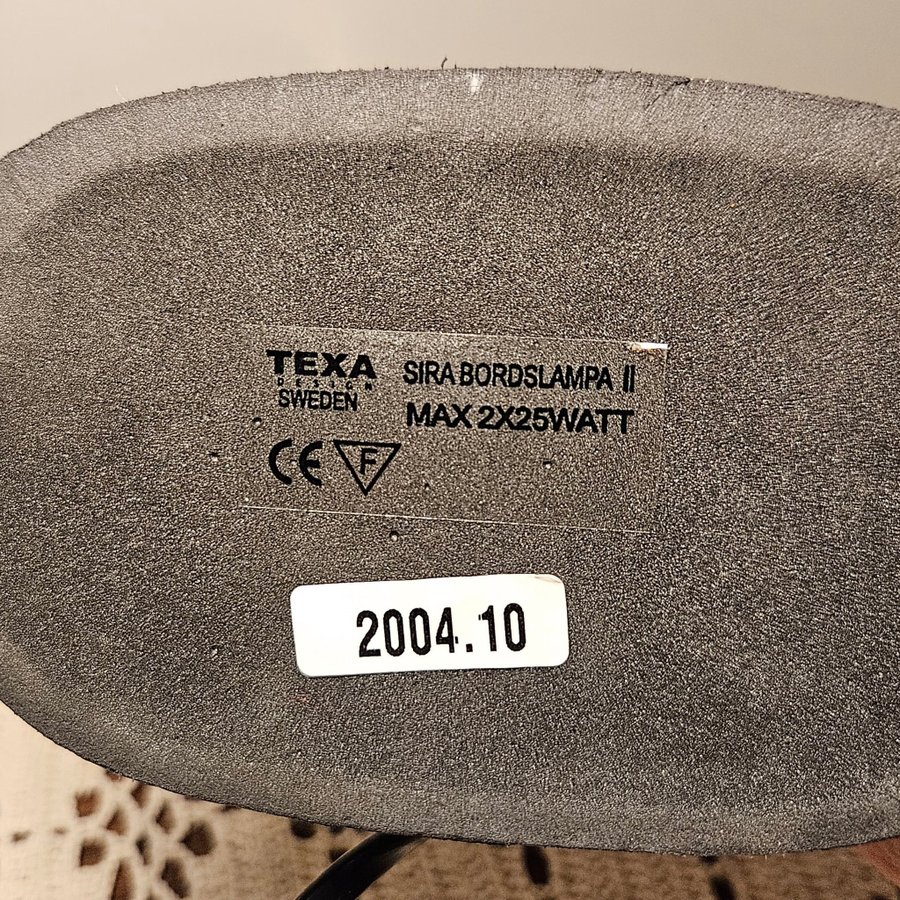 TEXA
DESIGN
SWEDEN
SIRA BORDSLAMPA II
MAX 2X25WATT
CE F
2004.10